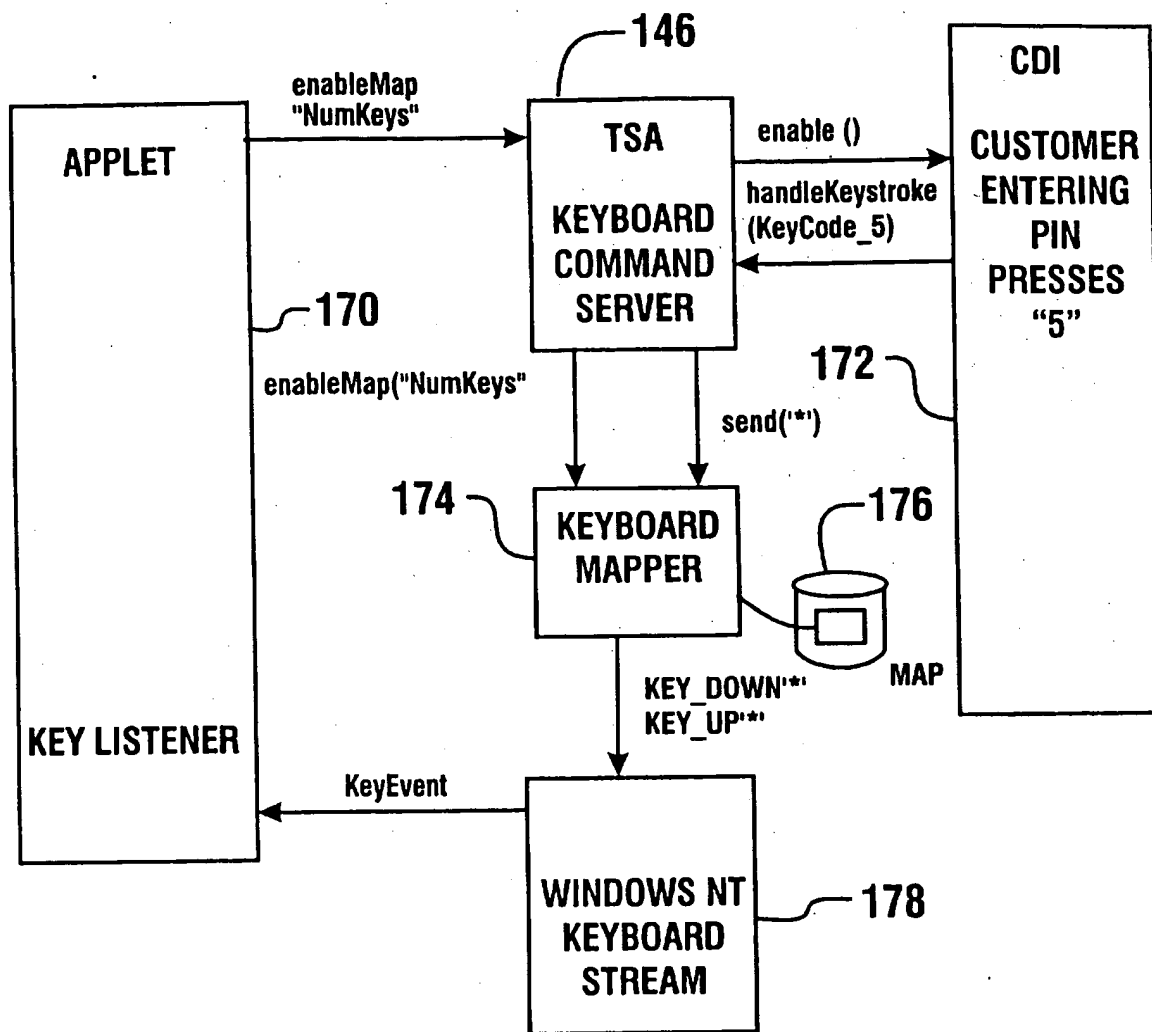 146
enableMap
"NumKeys"
APPLET
TSA
KEYBOARD
COMMAND
SERVER
enable ()
handleKeystroke
(KeyCode_5)
CDI
CUSTOMER
ENTERING
PIN
PRESSES
“5”
170
172
enableMap("NumKeys"
send('*')
174
KEYBOARD
MAPPER
176
MAP
KEY_DOWN'*'
KEY_UP'*'
KEY LISTENER
KeyEvent
WINDOWS NT
KEYBOARD
STREAM
178